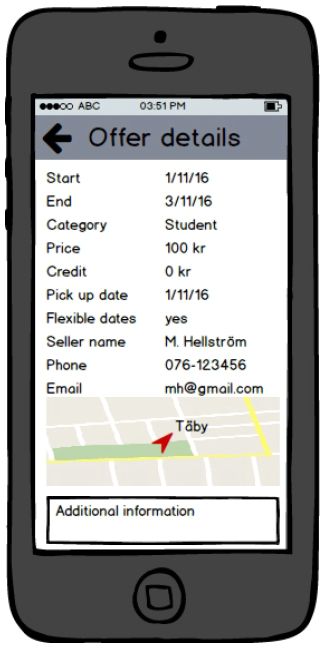 ABC 03:51 PM
Offer details
Start 1/11/16
End 3/11/16
Category Student
Price 100 kr
Credit 0 kr
Pick up date 1/11/16
Flexible dates yes
Seller name M. Hellström
Phone 076-123456
Email mh@gmail.com
Täby
Additional information